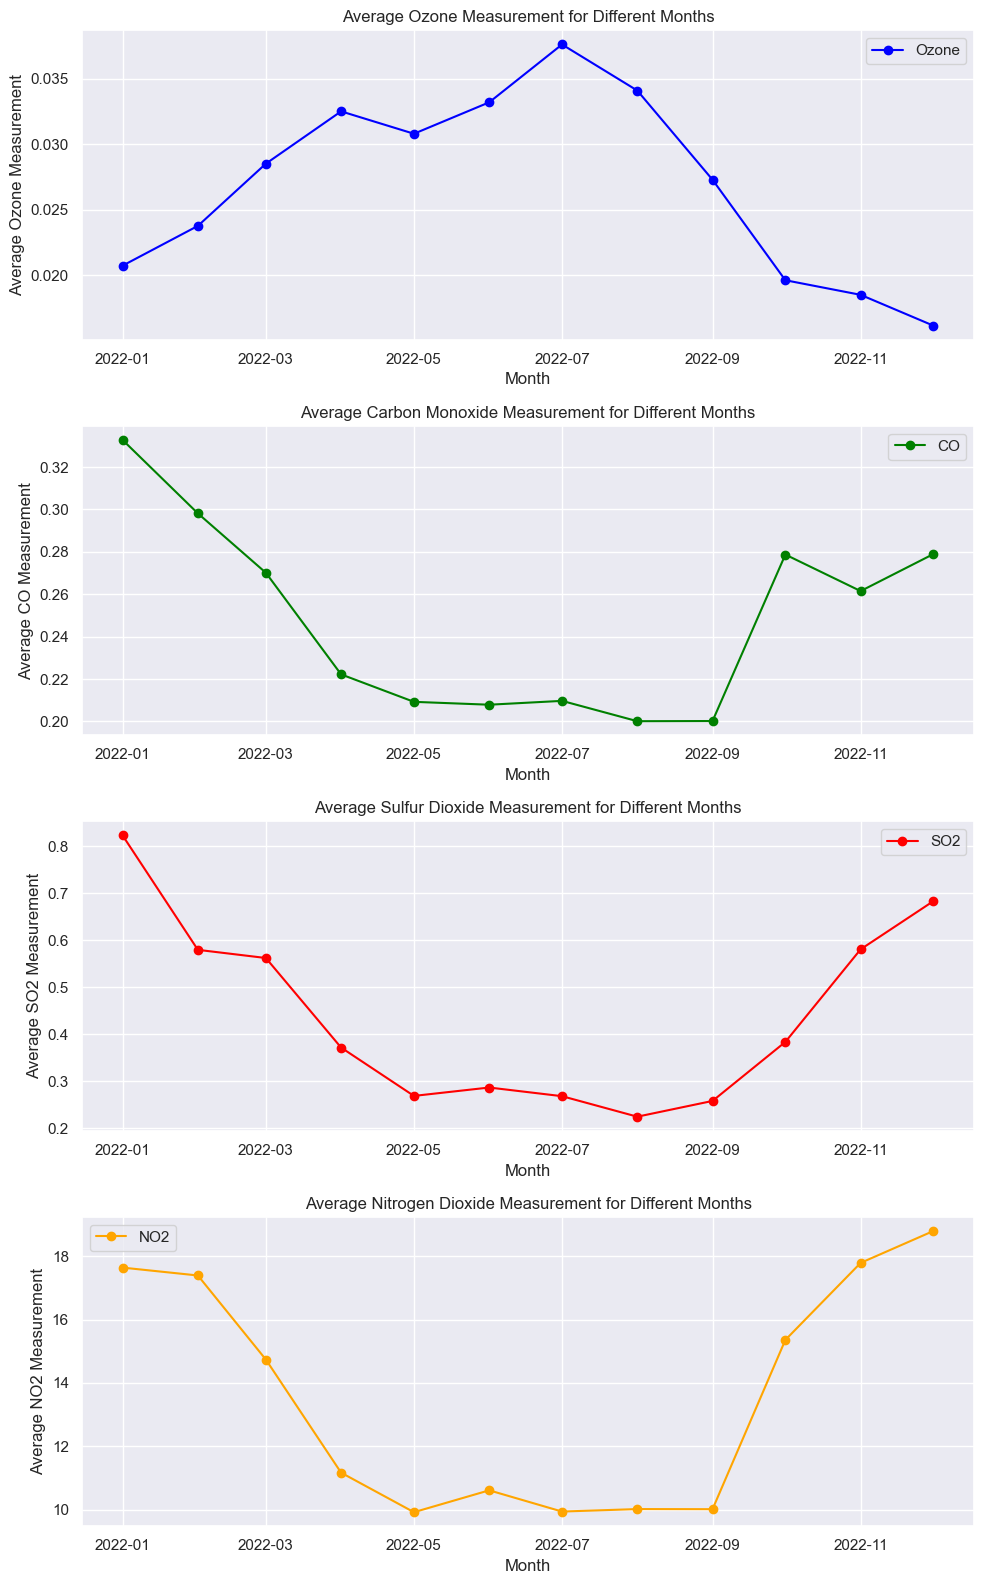 Average Ozone Measurement for Different Months
Average Ozone Measurement
0.035
0.030
0.025
0.020
Ozone
2022-01 2022-03 2022-05 2022-07 2022-09 2022-11
Month
Average Carbon Monoxide Measurement for Different Months
Average CO Measurement
0.32
0.30
0.28
0.26
0.24
0.22
0.20
CO
2022-01 2022-03 2022-05 2022-07 2022-09 2022-11
Month
Average Sulfur Dioxide Measurement for Different Months
Average SO2 Measurement
0.8
0.7
0.6
0.5
0.4
0.3
0.2
SO2
2022-01 2022-03 2022-05 2022-07 2022-09 2022-11
Month
Average Nitrogen Dioxide Measurement for Different Months
Average NO2 Measurement
18
16
14
12
10
NO2
2022-01 2022-03 2022-05 2022-07 2022-09 2022-11
Month